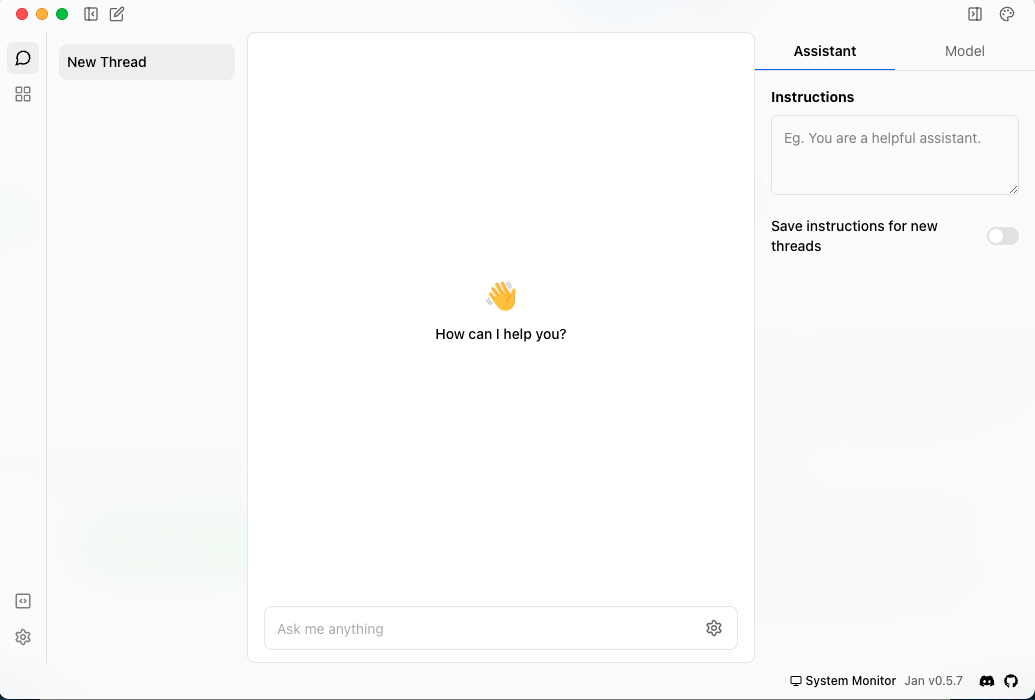 New Thread
How can I help you?
Ask me anything
Assistant
Model
Instructions
Eg. You are a helpful assistant.
Save instructions for new
threads
System Monitor
Jan v0.5.7